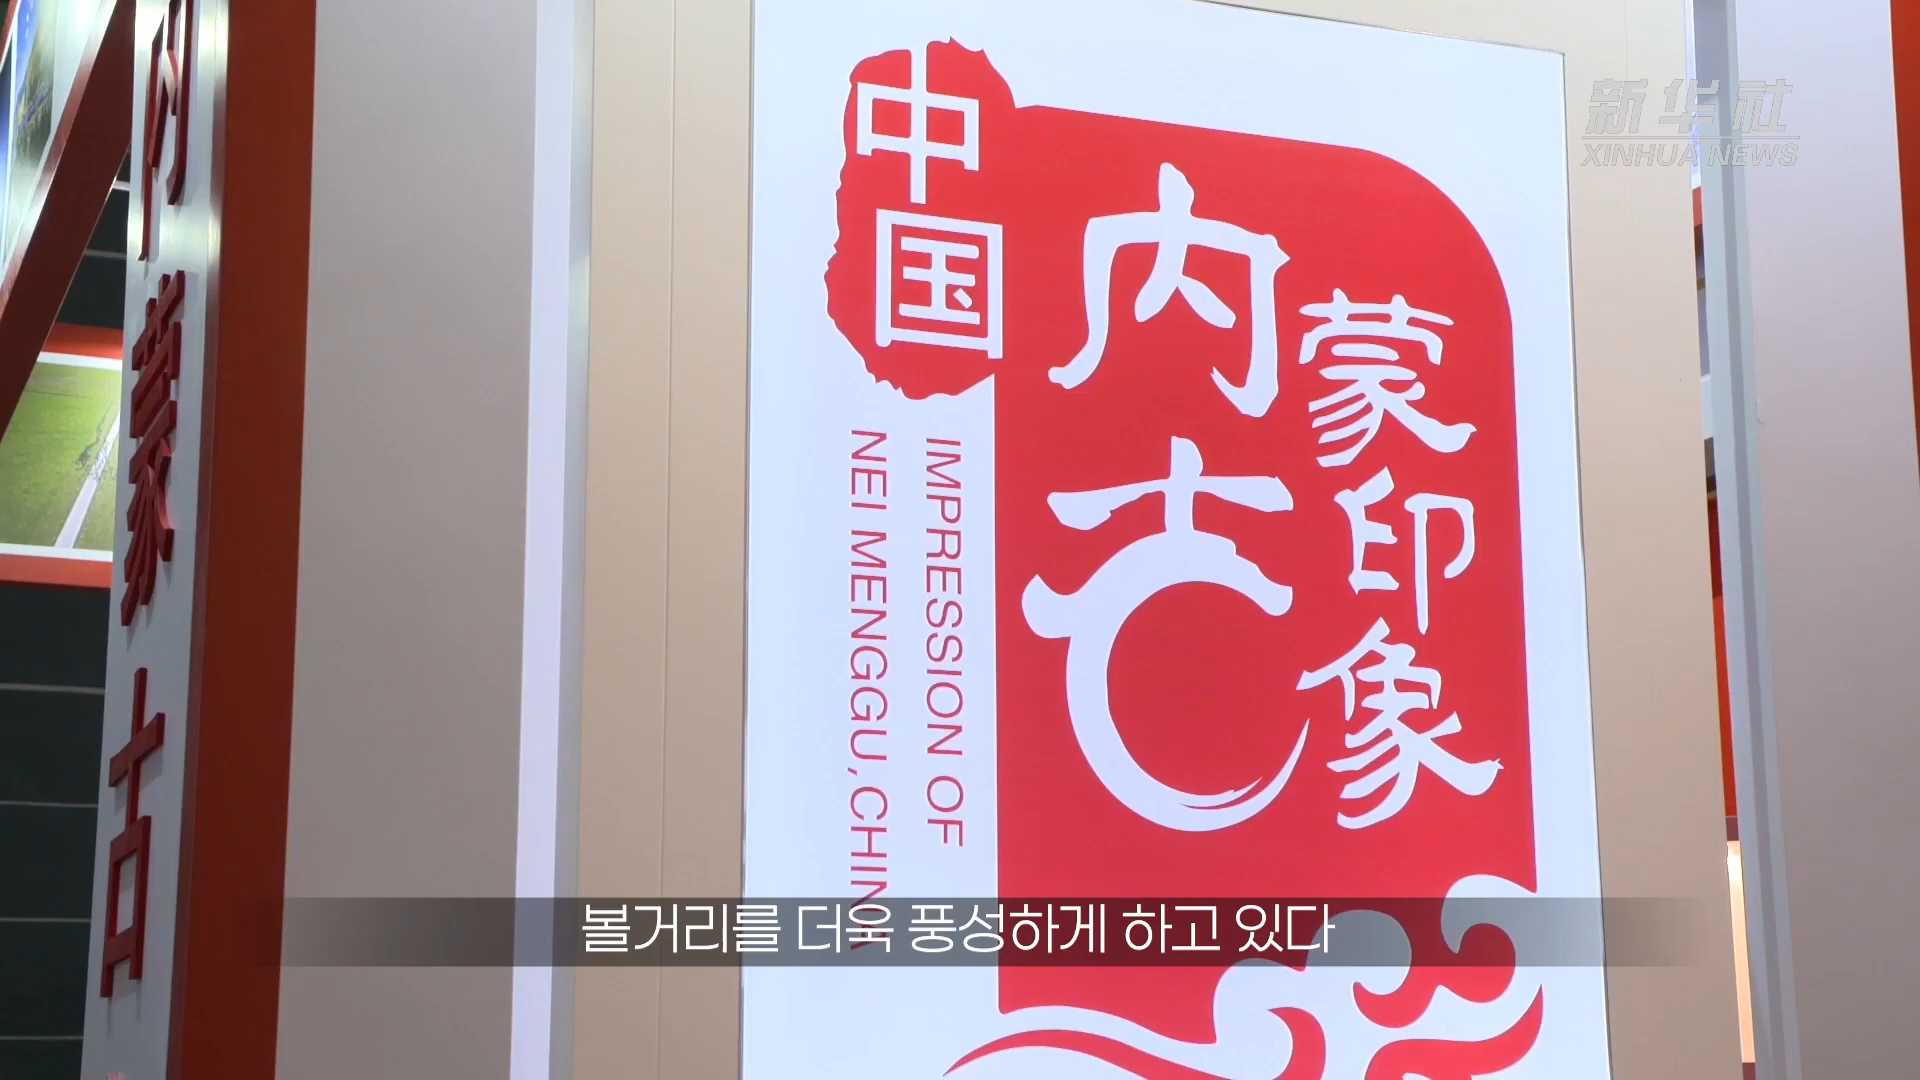 内蒙古
中国
内蒙古印象
IMPRESSION OF
NEI MENGGU, CHINA
新华社
XINHUA NEWS
볼거리를 더욱 풍성하게 하고 있다